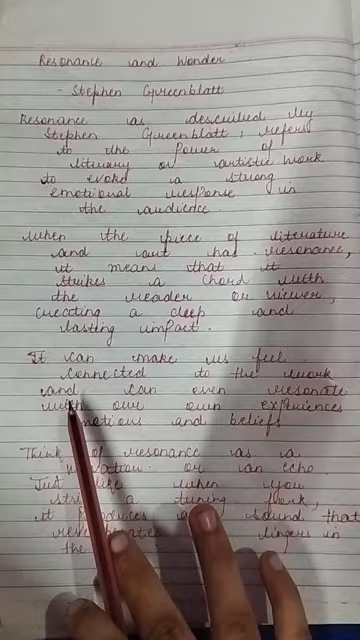 Resonance and Wonder
- Stephen Greenblatt
Resonance as described by
Stephen Greenblatt, refers
to the Power of
literary or artistic work
to evoke a strong
emotional response in
the audience.
When the piece of literature
and art has resonance,
it means that it
strikes a chord with
the reader or viewer,
creating a deep and
lasting impact.
It can make us feel
connected to the work
and can even resonate
with our own experiences
emotions and beliefs
Think of resonance as a
vibration or an echo.
Just like when you
strike a tuning fork,
it produces a sound that
lingers in
the